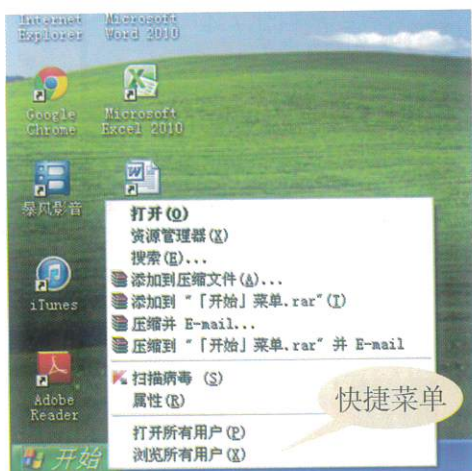 Internet
Explorer
Microsoft
Word 2010
Google
Chrome
Microsoft
Excel 2010
暴风影音
iTunes
Adobe
Reader
打开(O)
资源管理器(X)
搜索(E)...
添加到压缩文件(A)...
添加到 "「开始」菜单.rar"(T)
压缩并 E-mail...
压缩到 "「开始」菜单.rar" 并 E-mail
扫描病毒 (S)
属性(R)
打开所有用户(P)
浏览所有用户(X)
快捷菜单
开始